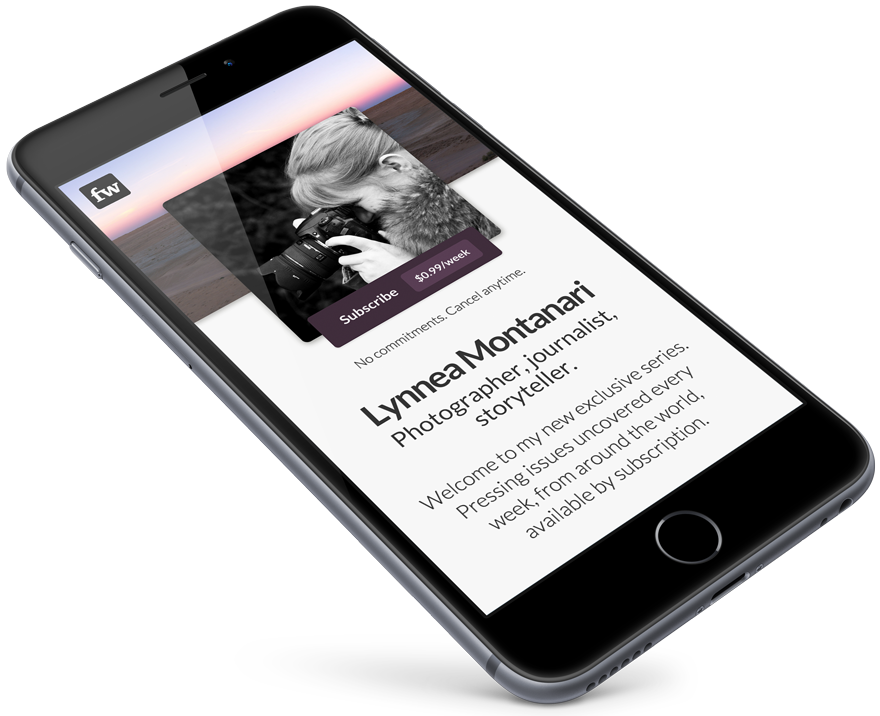 fw
Subscribe $0.99/week
No commitments. Cancel anytime.
Lynnea Montanari
Photographer, journalist,
storyteller.
Welcome to my new exclusive series.
Pressing issues uncovered every
week, from around the world,
available by subscription.